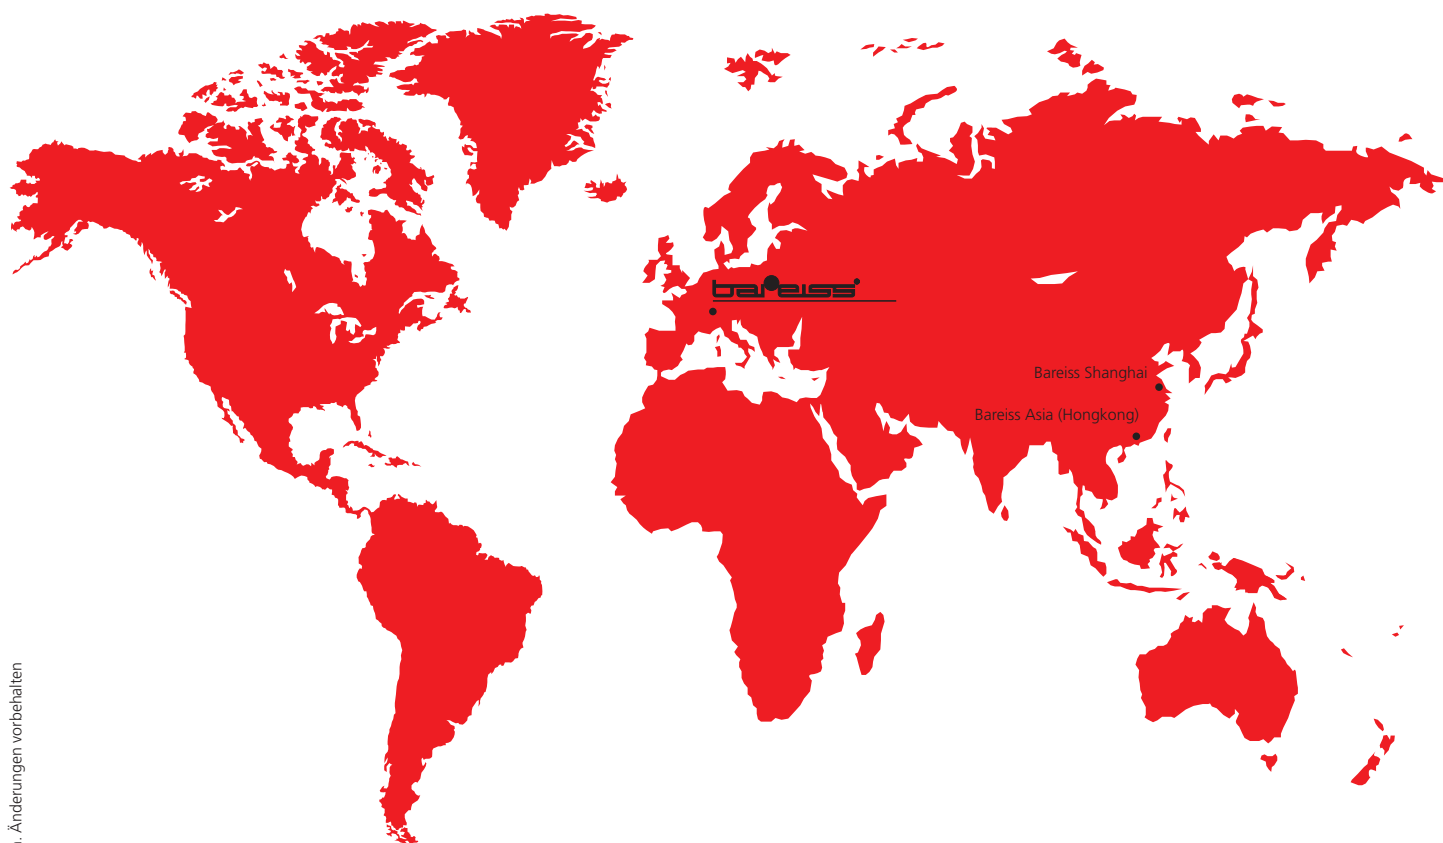 bareiss
Bareiss Shanghai
Bareiss Asia (Hongkong)
Änderungen vorbehalten